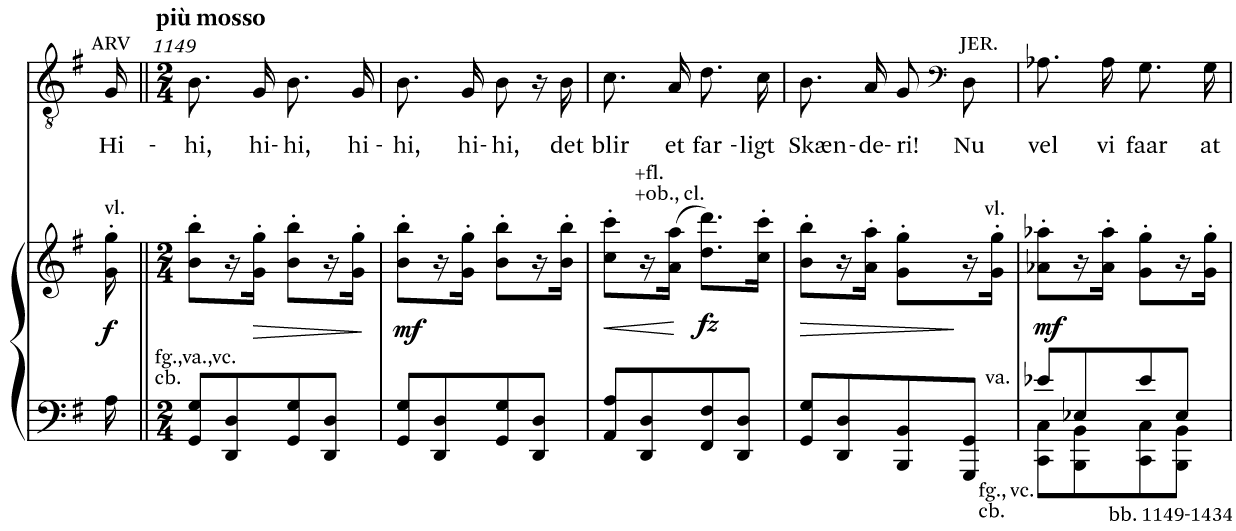 più mosso
ARV 1149 JER.
Hi - hi, hi- hi, hi - hi, hi- hi, det blir et far -ligt Skæn -de- ri! Nu vel vi faar at
+fl.
vl. +ob., cl. vl.
f mf fz mf
fg.,va.,vc.
cb. va.
fg., vc.
cb. bb. 1149-1434